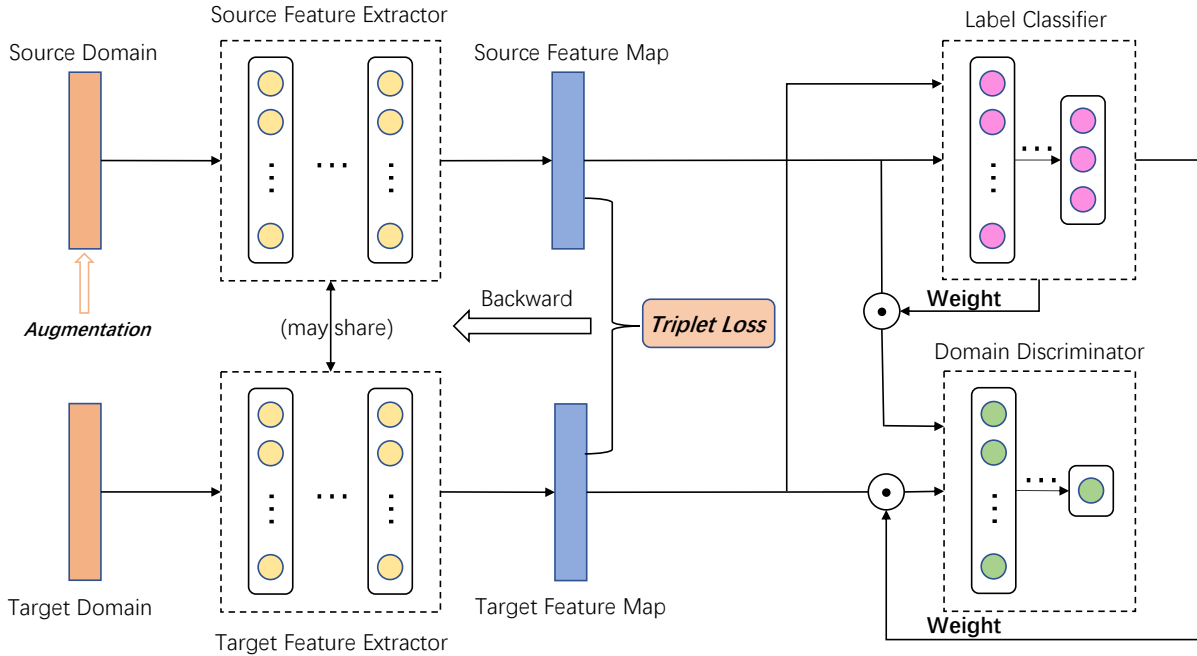 Source Feature Extractor
Label Classifier
Source Domain
Source Feature Map
Weight
Backward
Triplet Loss
(may share)
Augmentation
Domain Discriminator
Target Domain
Target Feature Map
Weight
Target Feature Extractor